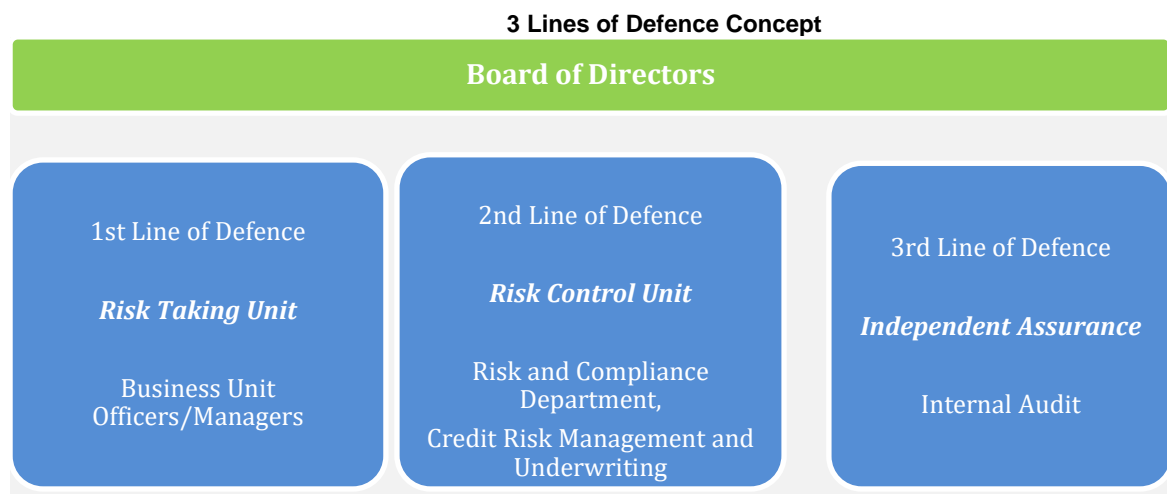 3 Lines of Defence Concept
Board of Directors
1st Line of Defence
Risk Taking Unit
Business Unit
Officers/Managers
2nd Line of Defence
Risk Control Unit
Risk and Compliance
Department,
Credit Risk Management and
Underwriting
3rd Line of Defence
Independent Assurance
Internal Audit